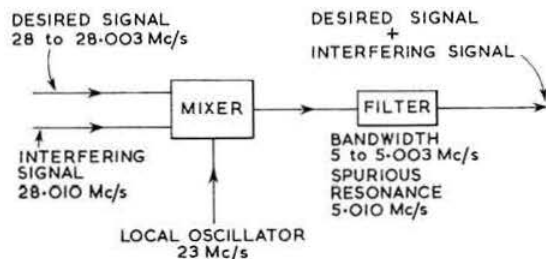 DESIRED SIGNAL
28 to 28·003 Mc/s
DESIRED SIGNAL
+
INTERFERING SIGNAL
MIXER
FILTER
INTERFERING
SIGNAL
28·010 Mc/s
BANDWIDTH
5 to 5·003 Mc/s
SPURIOUS
RESONANCE
5·010 Mc/s
LOCAL OSCILLATOR
23 Mc/s